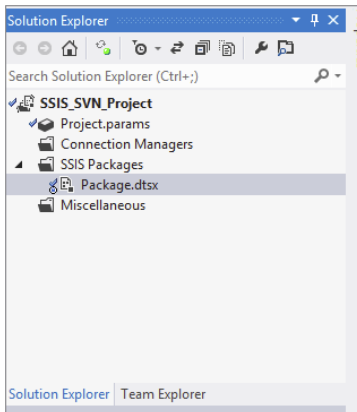 Solution Explorer
Search Solution Explorer (Ctrl+;)
SSIS_SVN_Project
Project.params
Connection Managers
SSIS Packages
Package.dtsx
Miscellaneous
Solution Explorer Team Explorer